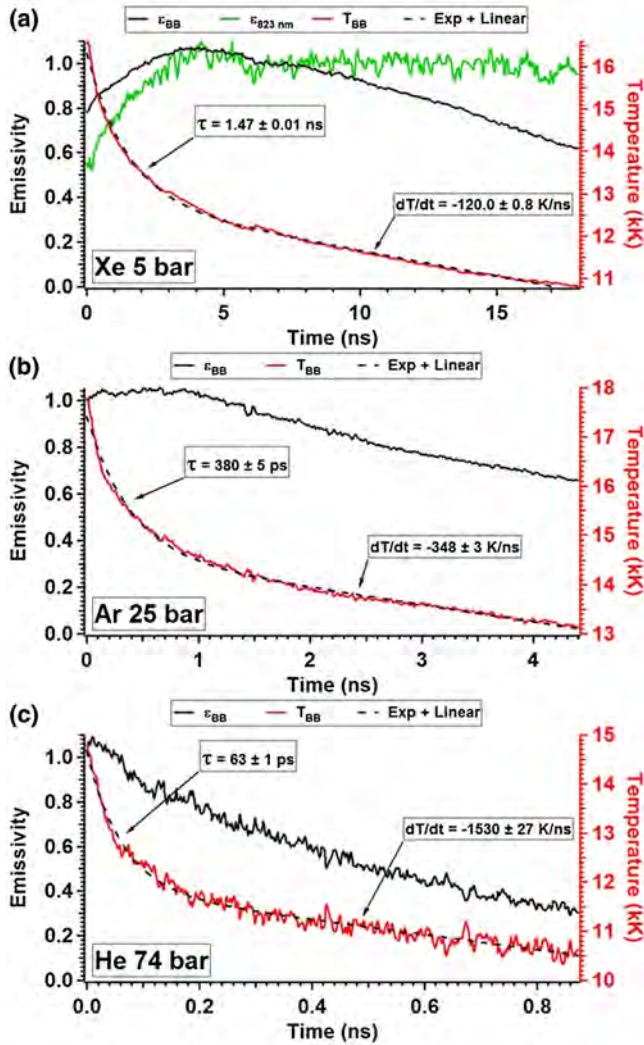 (a)
ε_BB ε_823 nm T_BB Exp + Linear
Emissivity
1.0
0.8
0.6
0.4
0.2
0.0
τ = 1.47 ± 0.01 ns
dT/dt = -120.0 ± 0.8 K/ns
Xe 5 bar
16
15
14
13
12
11
Temperature (kK)
0 5 10 15
Time (ns)
(b)
ε_BB T_BB Exp + Linear
Emissivity
1.0
0.8
0.6
0.4
0.2
0.0
τ = 380 ± 5 ps
dT/dt = -348 ± 3 K/ns
Ar 25 bar
18
17
16
15
14
13
Temperature (kK)
0 1 2 3 4
Time (ns)
(c)
ε_BB T_BB Exp + Linear
Emissivity
1.0
0.8
0.6
0.4
0.2
0.0
τ = 63 ± 1 ps
dT/dt = -1530 ± 27 K/ns
He 74 bar
15
14
13
12
11
10
Temperature (kK)
0.0 0.2 0.4 0.6 0.8
Time (ns)